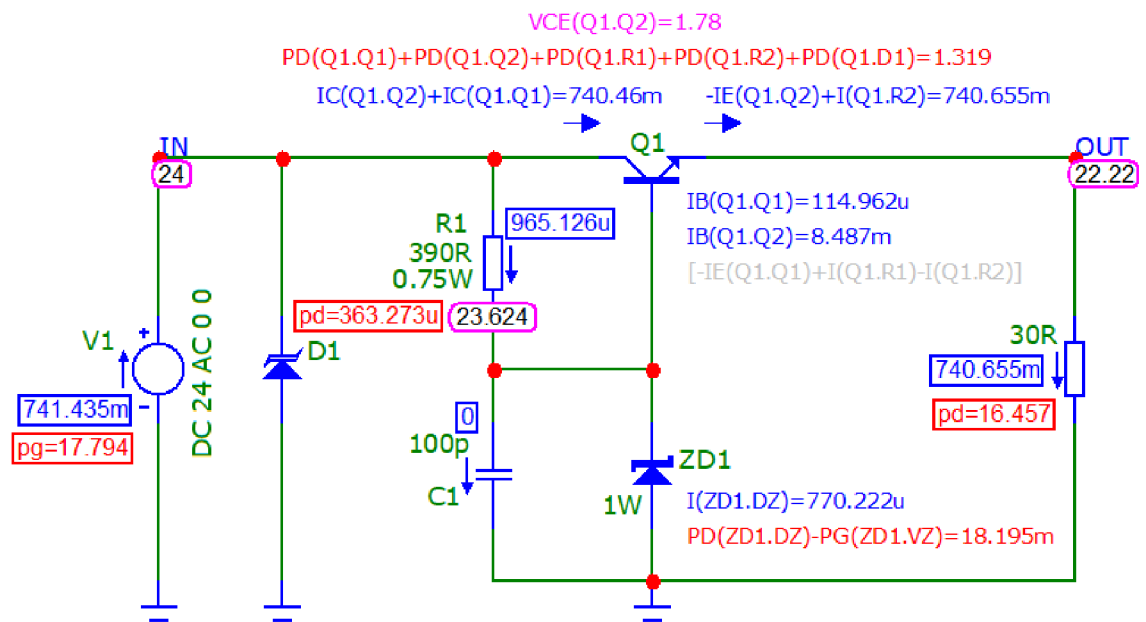 VCE(Q1.Q2)=1.78
PD(Q1.Q1)+PD(Q1.Q2)+PD(Q1.R1)+PD(Q1.R2)+PD(Q1.D1)=1.319
IC(Q1.Q2)+IC(Q1.Q1)=740.46m
-IE(Q1.Q2)+I(Q1.R2)=740.655m
IN
24
Q1
OUT
22.22
R1
965.126u
390R
0.75W
IB(Q1.Q1)=114.962u
IB(Q1.Q2)=8.487m
[-IE(Q1.Q1)+I(Q1.R1)-I(Q1.R2)]
pd=363.273u
23.624
V1
+
-
DC 24 AC 0 0
D1
30R
740.655m
pd=16.457
741.435m
pg=17.794
0
100p
C1
ZD1
1W
I(ZD1.DZ)=770.222u
PD(ZD1.DZ)-PG(ZD1.VZ)=18.195m